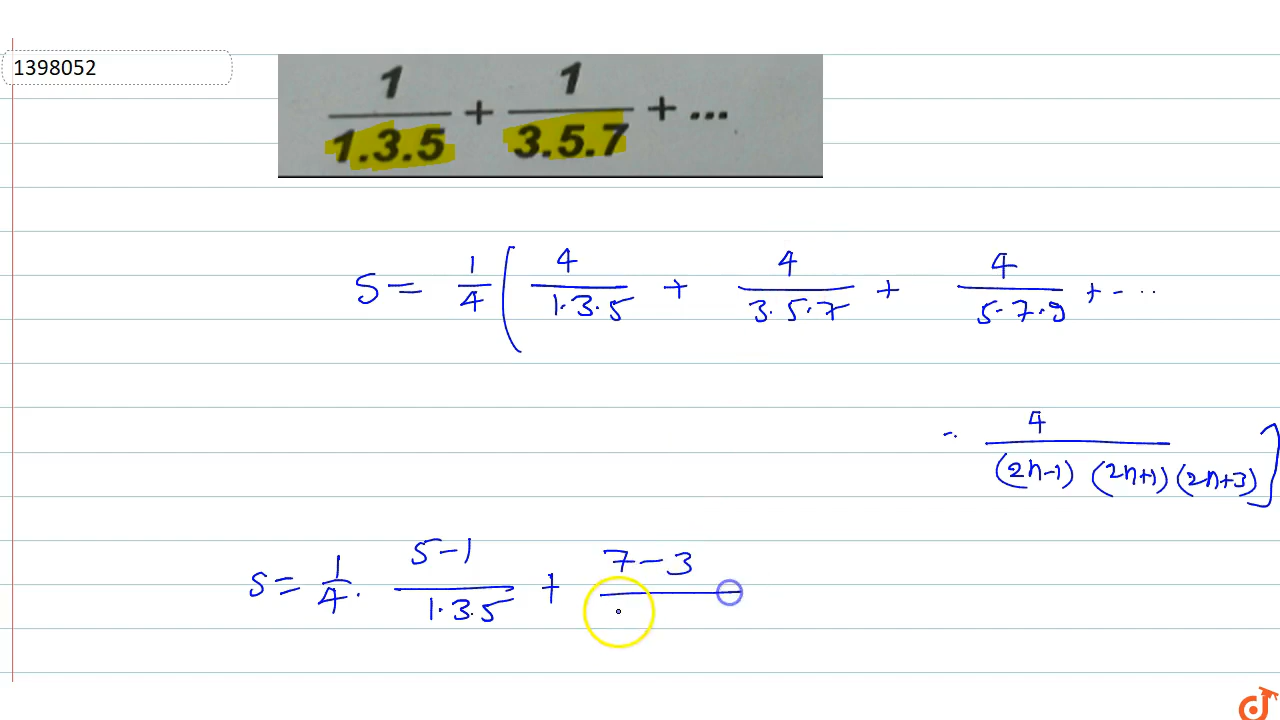 1398052
1/1.3.5 + 1/3.5.7 + ...
S = 1/4 ( 4/1·3·5 + 4/3·5·7 + 4/5·7·9 + - ··
-· 4/(2n-1) (2n+1) (2n+3) ]
S = 1/4 · 5-1/1·3·5 + 7-3/